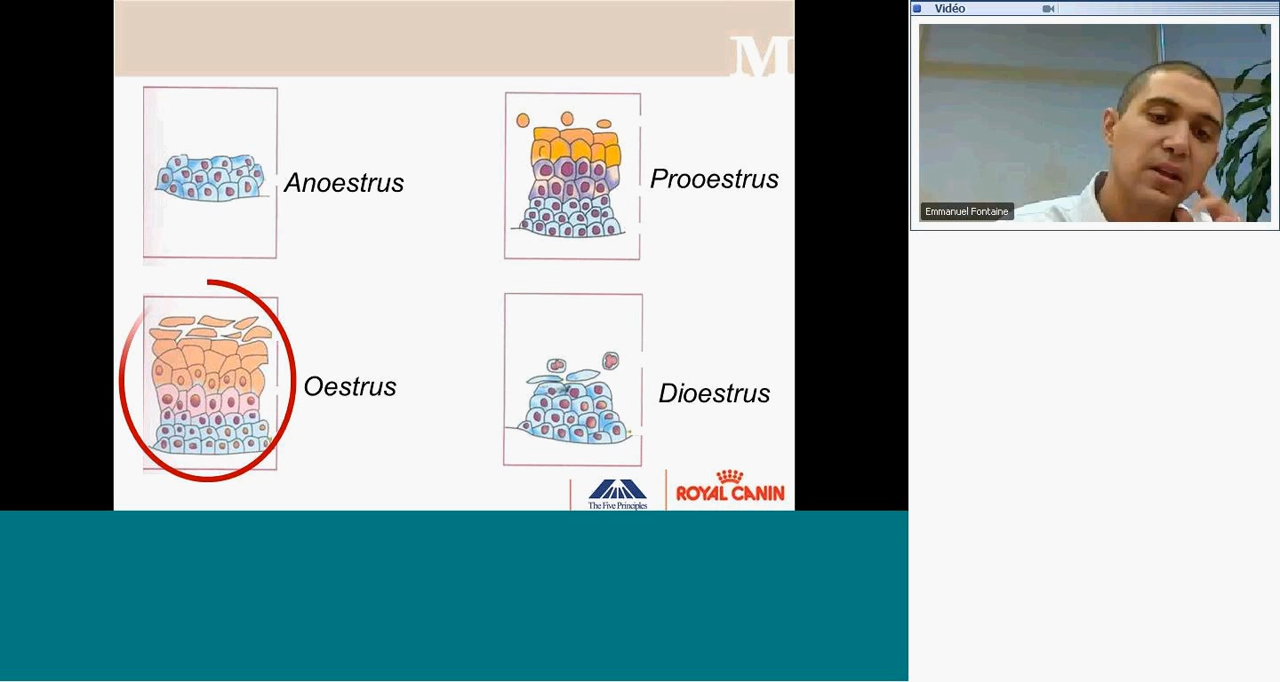 M
Anoestrus
Prooestrus
Oestrus
Dioestrus
The Five Principles
ROYAL CANIN
Vidéo
Emmanuel Fontaine